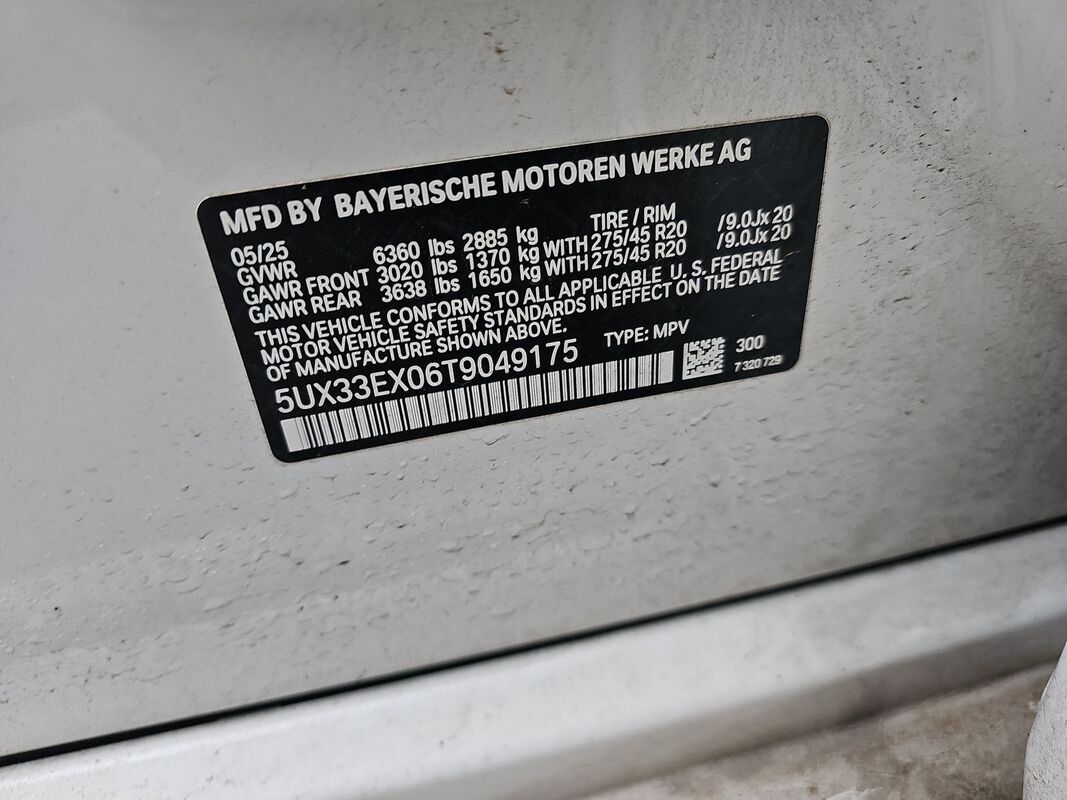 MFD BY BAYERISCHE MOTOREN WERKE AG
05/25 TIRE / RIM
GVWR 6360 lbs 2885 kg
GAWR FRONT 3020 lbs 1370 kg WITH 275/45 R20 /9.0Jx20
GAWR REAR 3638 lbs 1650 kg WITH 275/45 R20 /9.0Jx20
THIS VEHICLE CONFORMS TO ALL APPLICABLE U.S. FEDERAL
MOTOR VEHICLE SAFETY STANDARDS IN EFFECT ON THE DATE
OF MANUFACTURE SHOWN ABOVE.
TYPE: MPV 300
5UX33EX06T9049175
7 320 729